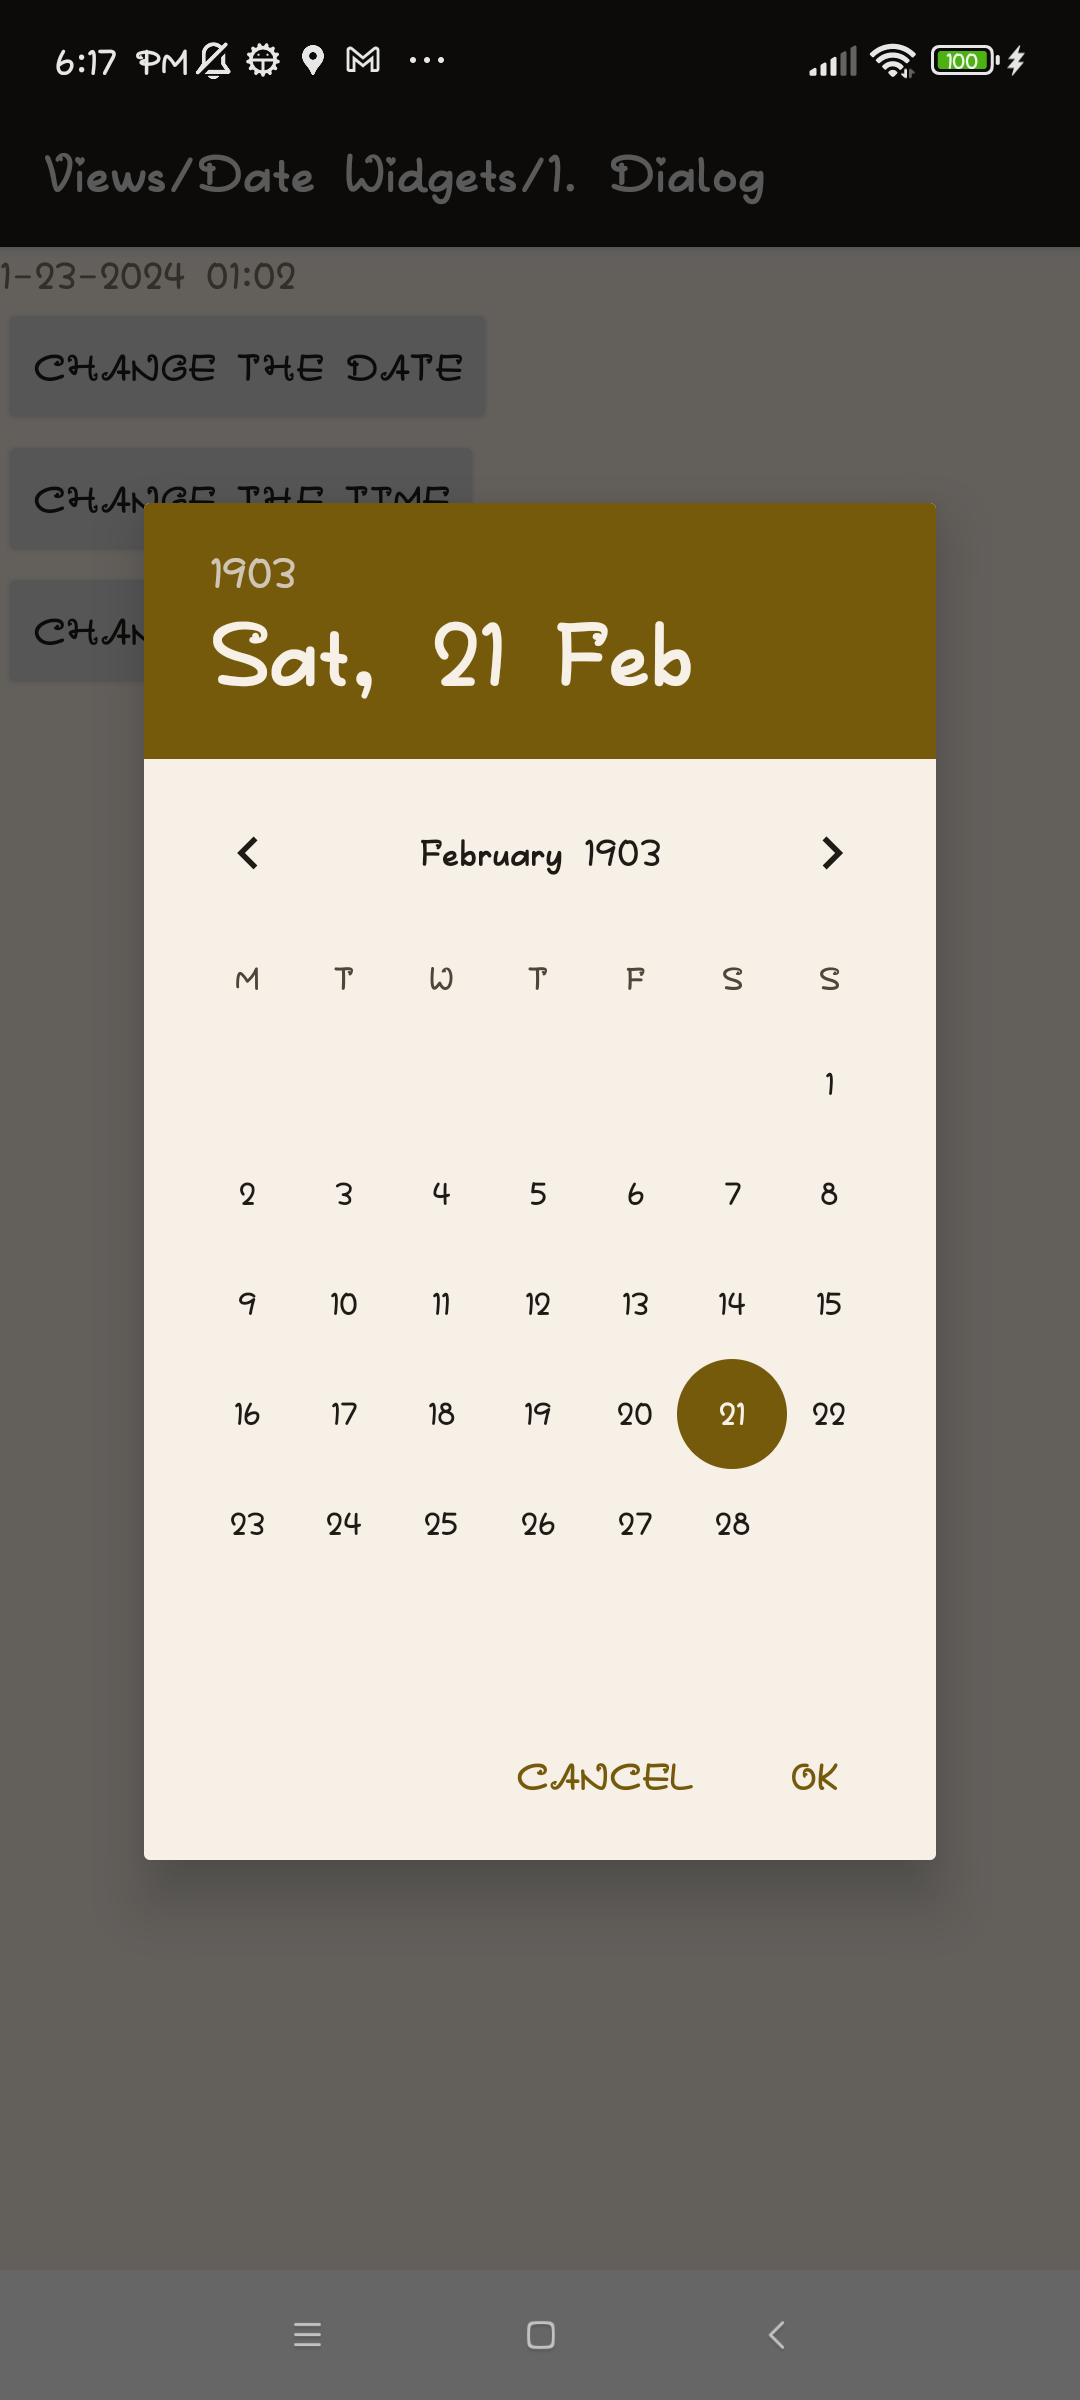 6:17 PM
100
Views/Date Widgets/1. Dialog
1-23-2024 01:02
CHANGE THE DATE
CHANGE THE TIME
CHAN
1903
Sat, 21 Feb
February 1903
M T W T F S S
1
2 3 4 5 6 7 8
9 10 11 12 13 14 15
16 17 18 19 20 21 22
23 24 25 26 27 28
CANCEL OK